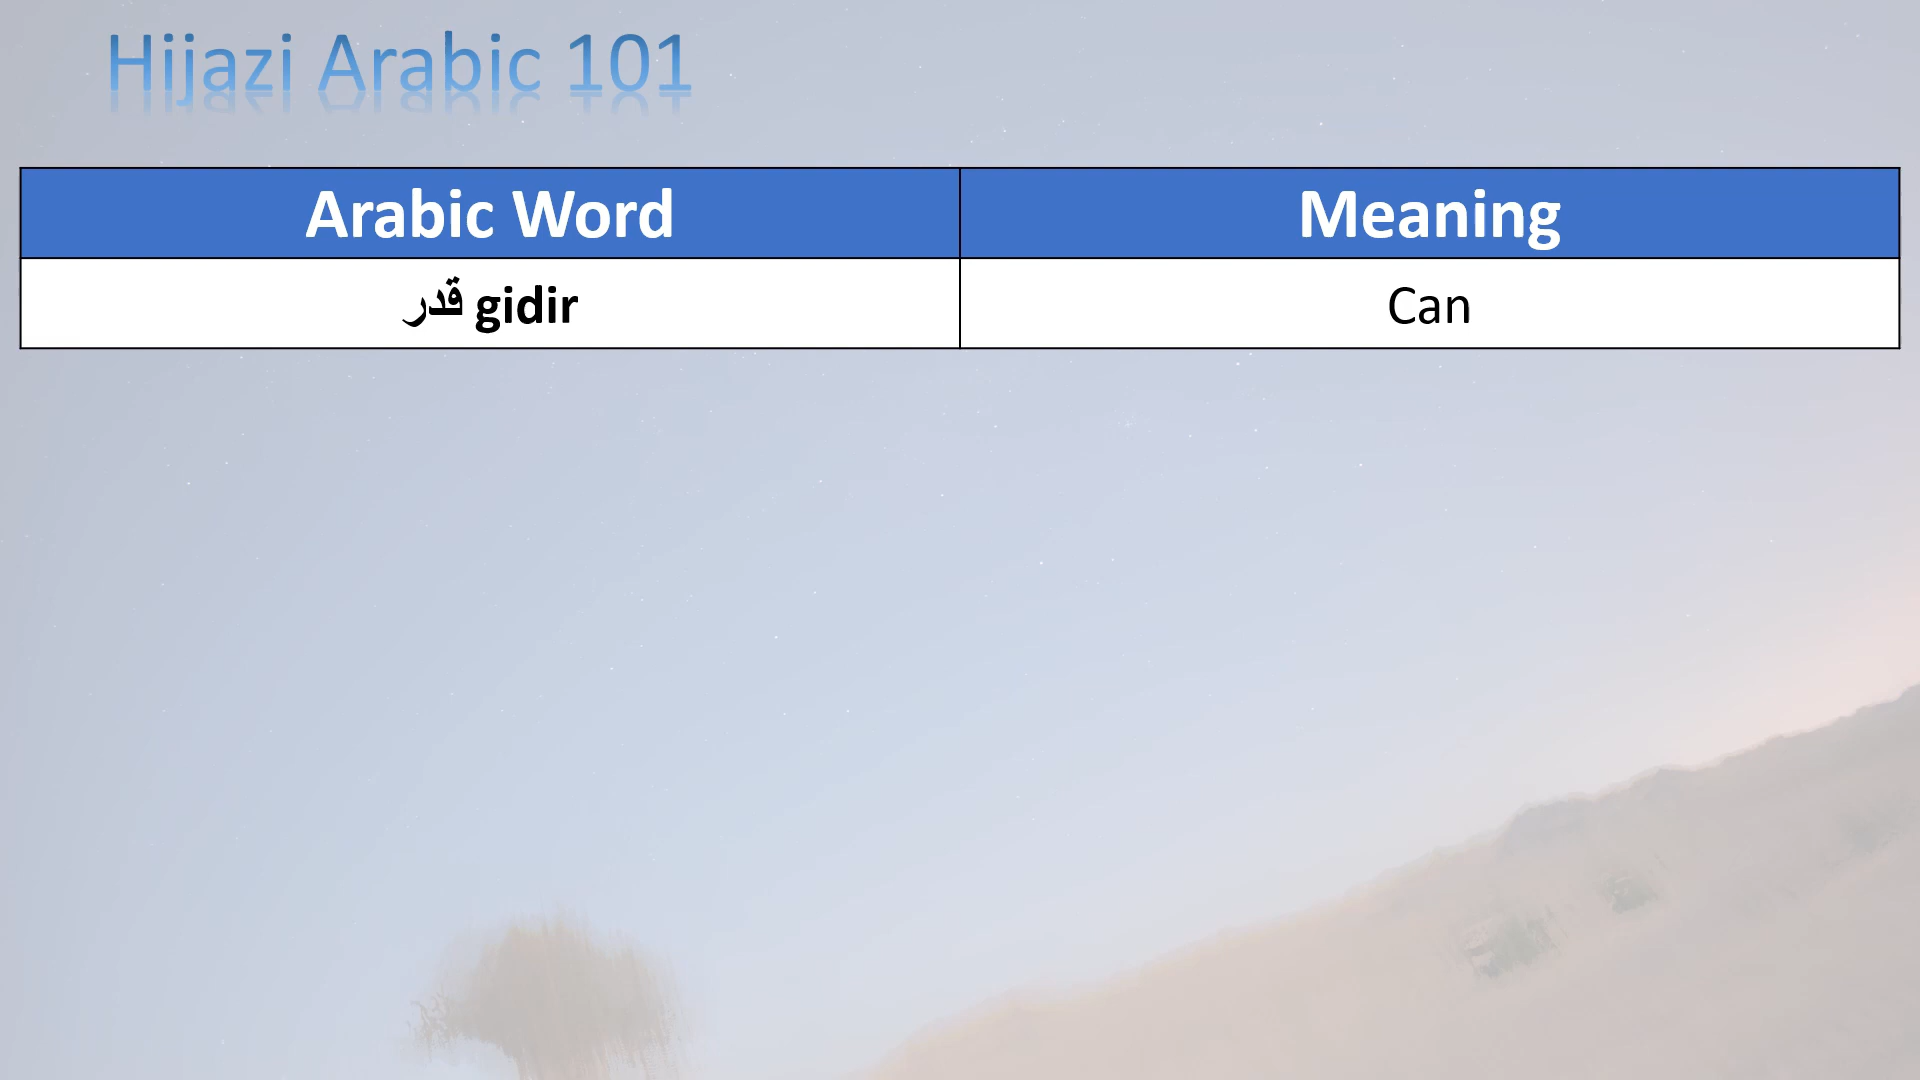 Hijazi Arabic 101
Arabic Word
Meaning
قدر gidir
Can